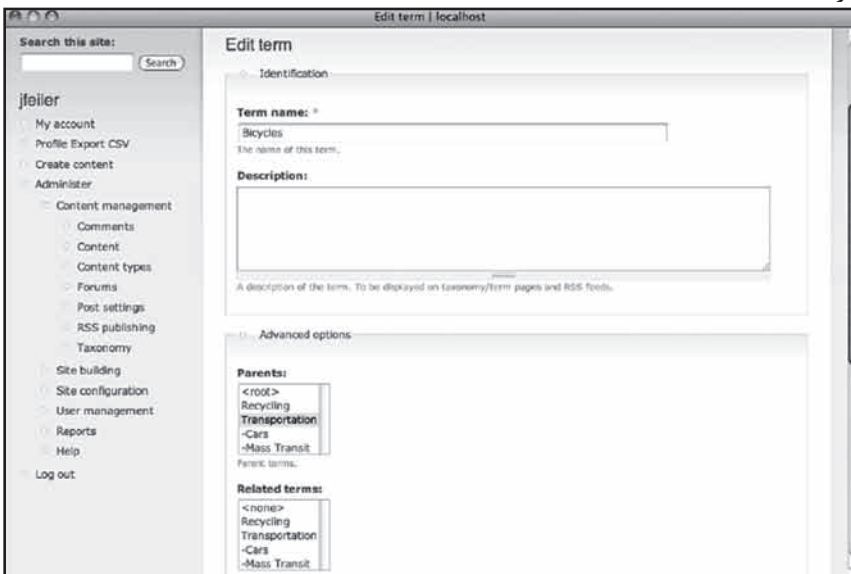 Edit term | localhost
Search this site:
Search
jfeiler
My account
Profile Export CSV
Create content
Administer
Content management
Comments
Content
Content types
Forums
Post settings
RSS publishing
Taxonomy
Site building
Site configuration
User management
Reports
Help
Log out
Edit term
Identification
Term name: *
Bicycles
The name of this term.
Description:
A description of the term. To be displayed on taxonomy/term pages and RSS feeds.
Advanced options
Parents:
<root>
Recycling
Transportation
-Cars
-Mass Transit
Parent terms.
Related terms:
<none>
Recycling
Transportation
-Cars
-Mass Transit